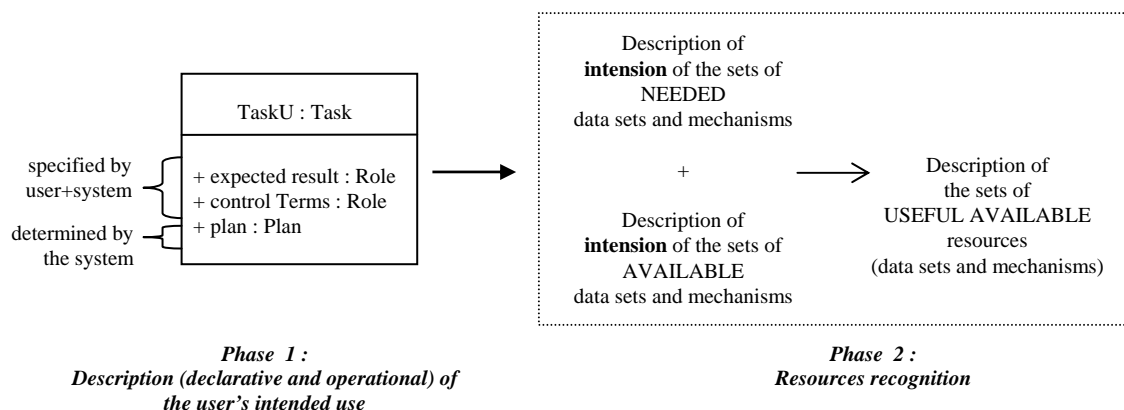 TaskU : Task
specified by
user+system
determined by
the system
+ expected result : Role
+ control Terms : Role
+ plan : Plan
Description of
intension of the sets of
NEEDED
data sets and mechanisms
+
Description of
intension of the sets of
AVAILABLE
data sets and mechanisms
Description of
the sets of
USEFUL AVAILABLE
resources
(data sets and mechanisms)
Phase 1 :
Description (declarative and operational) of
the user's intended use
Phase 2 :
Resources recognition